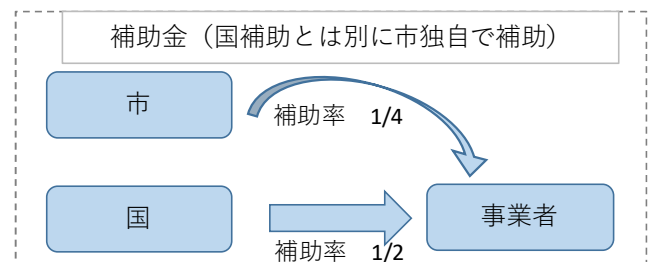 補助金（国補助とは別に市独自で補助）
市
補助率　1/4
国
事業者
補助率　1/2